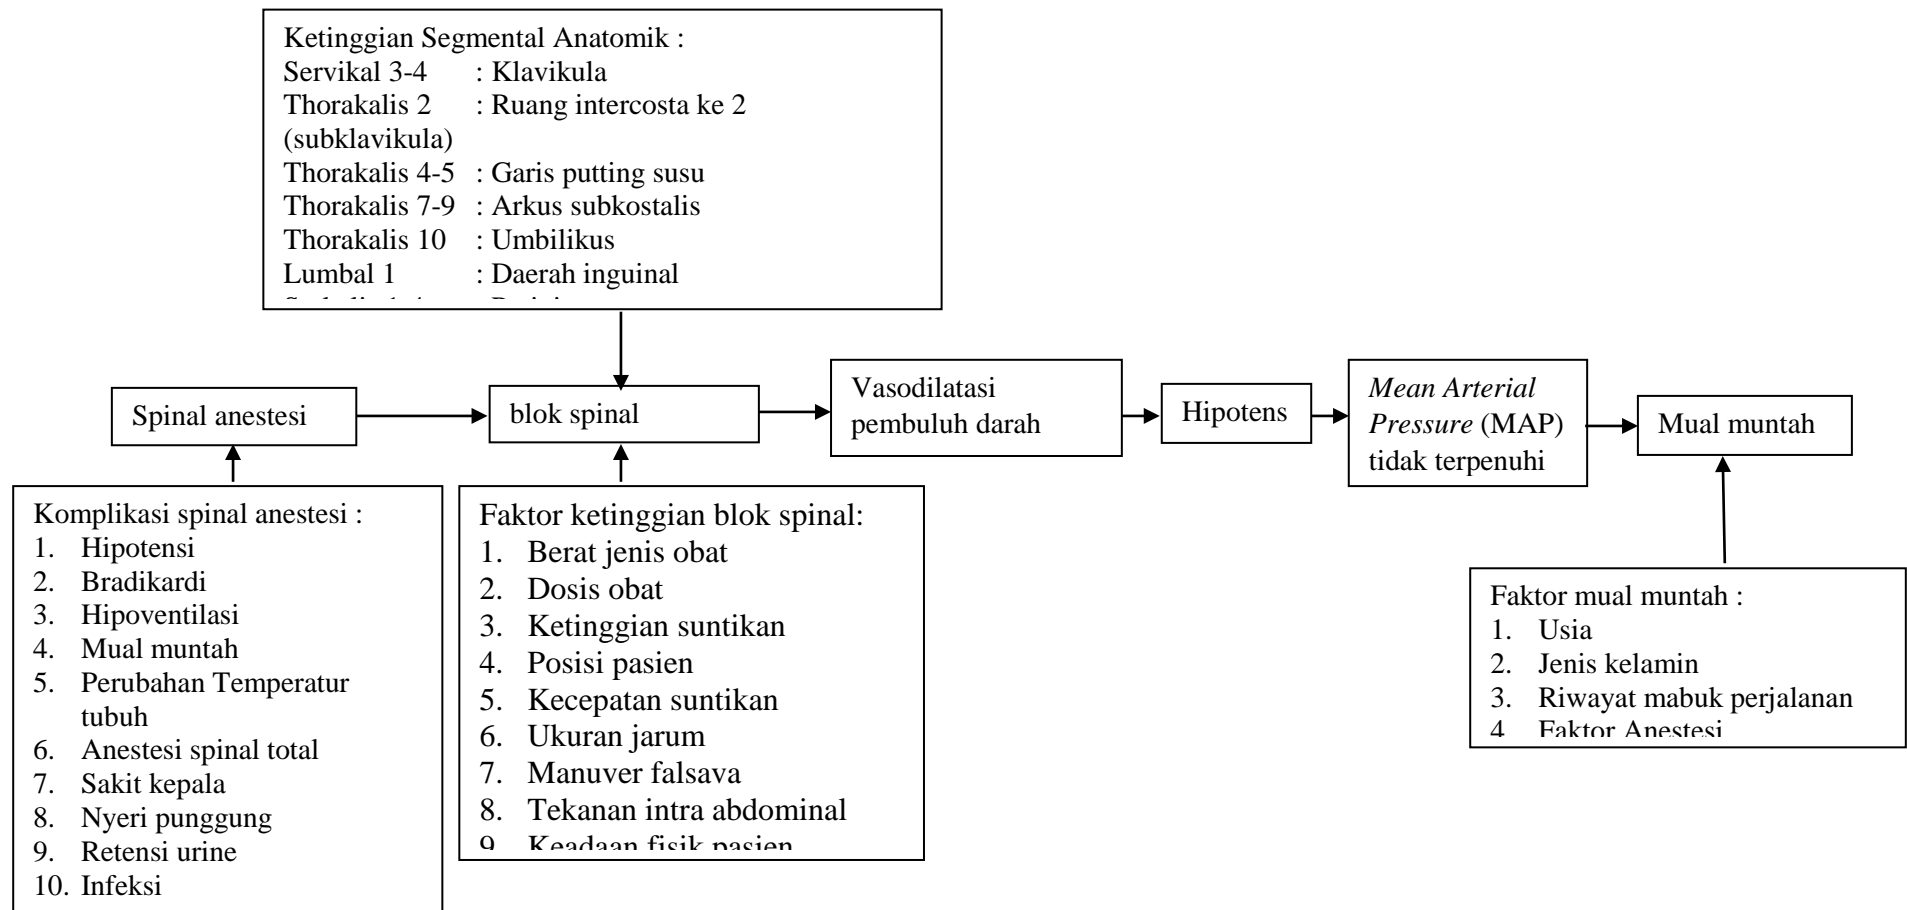 Ketinggian Segmental Anatomik :
Servikal 3-4 : Klavikula
Thorakalis 2 : Ruang intercosta ke 2
(subklavikula)
Thorakalis 4-5 : Garis putting susu
Thorakalis 7-9 : Arkus subkostalis
Thorakalis 10 : Umbilikus
Lumbal 1 : Daerah inguinal
Spinal anestesi
blok spinal
Vasodilatasi
pembuluh darah
Hipotens
Mean Arterial
Pressure (MAP)
tidak terpenuhi
Mual muntah
Komplikasi spinal anestesi :
1. Hipotensi
2. Bradikardi
3. Hipoventilasi
4. Mual muntah
5. Perubahan Temperatur
tubuh
6. Anestesi spinal total
7. Sakit kepala
8. Nyeri punggung
9. Retensi urine
10. Infeksi
Faktor ketinggian blok spinal:
1. Berat jenis obat
2. Dosis obat
3. Ketinggian suntikan
4. Posisi pasien
5. Kecepatan suntikan
6. Ukuran jarum
7. Manuver falsava
8. Tekanan intra abdominal
9. Keadaan fisik pasien
Faktor mual muntah :
1. Usia
2. Jenis kelamin
3. Riwayat mabuk perjalanan
4. Faktor Anestesi